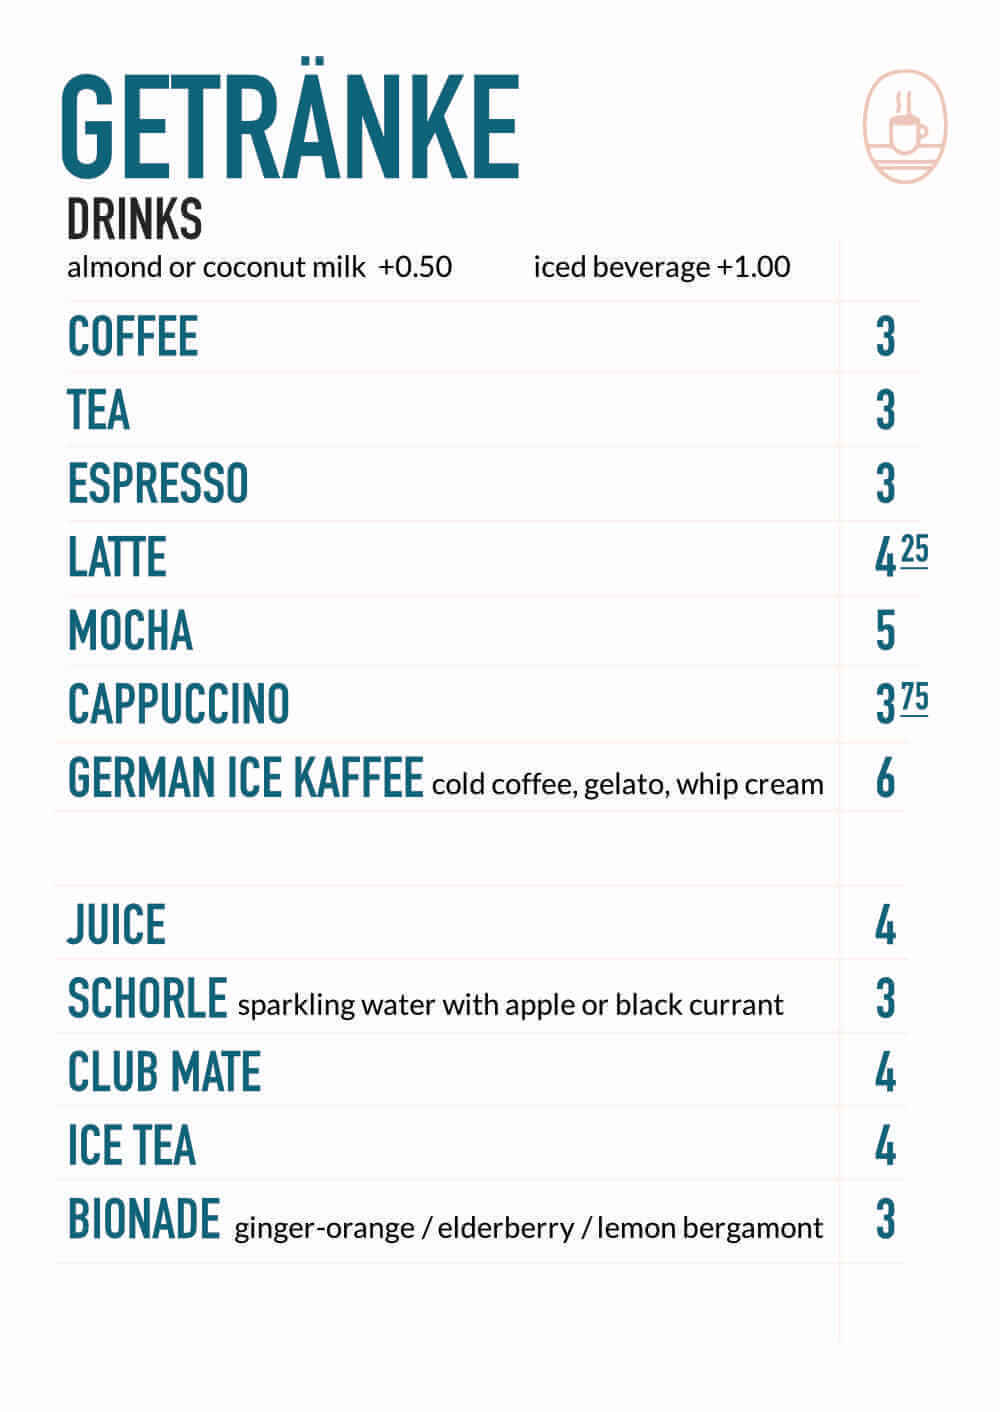 GETRÄNKE
DRINKS
almond or coconut milk +0.50 iced beverage +1.00
COFFEE 3
TEA 3
ESPRESSO 3
LATTE 4 25
MOCHA 5
CAPPUCCINO 3 75
GERMAN ICE KAFFEE cold coffee, gelato, whip cream 6
JUICE 4
SCHORLE sparkling water with apple or black currant 3
CLUB MATE 4
ICE TEA 4
BIONADE ginger-orange / elderberry / lemon bergamont 3